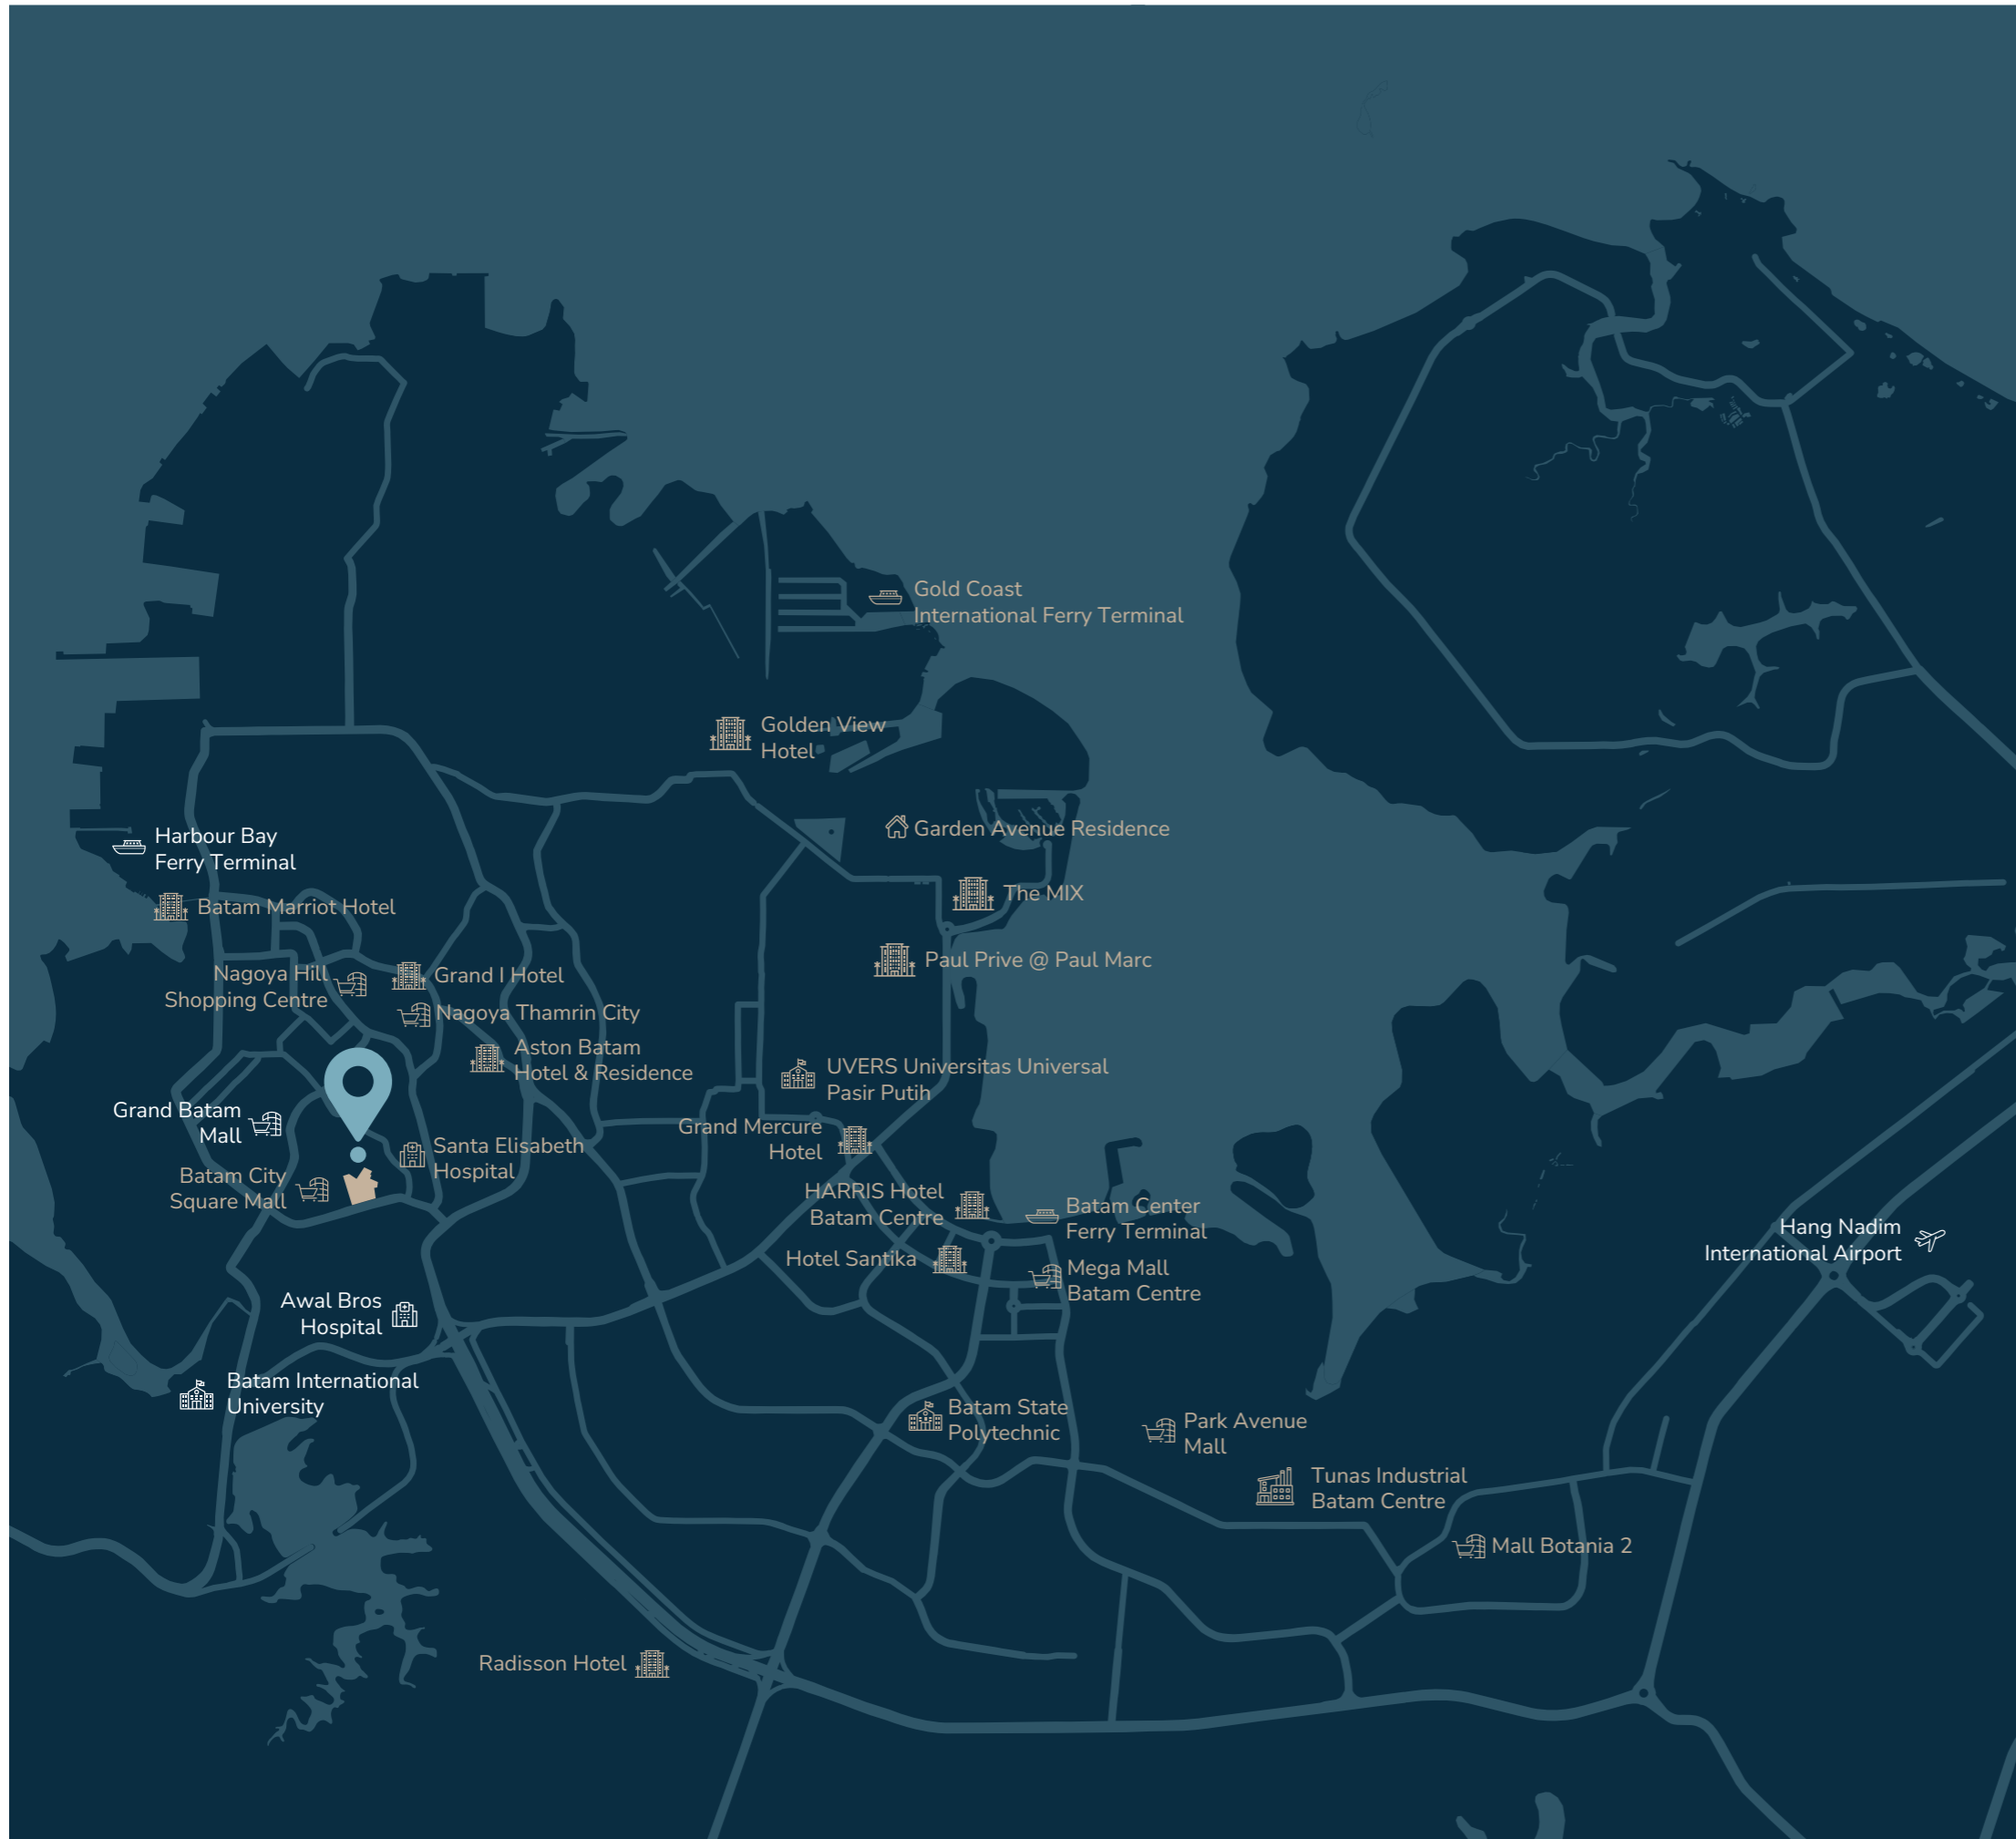 Gold Coast
International Ferry Terminal
Golden View
Hotel
Harbour Bay
Ferry Terminal
Garden Avenue Residence
The MIX
Batam Marriot Hotel
Paul Prive @ Paul Marc
Nagoya Hill
Shopping Centre
Grand I Hotel
Nagoya Thamrin City
Aston Batam
Hotel & Residence
UVERS Universitas Universal
Pasir Putih
Grand Batam
Mall
Grand Mercure
Hotel
Santa Elisabeth
Hospital
Batam City
Square Mall
HARRIS Hotel
Batam Centre
Batam Center
Ferry Terminal
Hang Nadim
International Airport
Hotel Santika
Mega Mall
Batam Centre
Awal Bros
Hospital
Batam International
University
Batam State
Polytechnic
Park Avenue
Mall
Tunas Industrial
Batam Centre
Mall Botania 2
Radisson Hotel